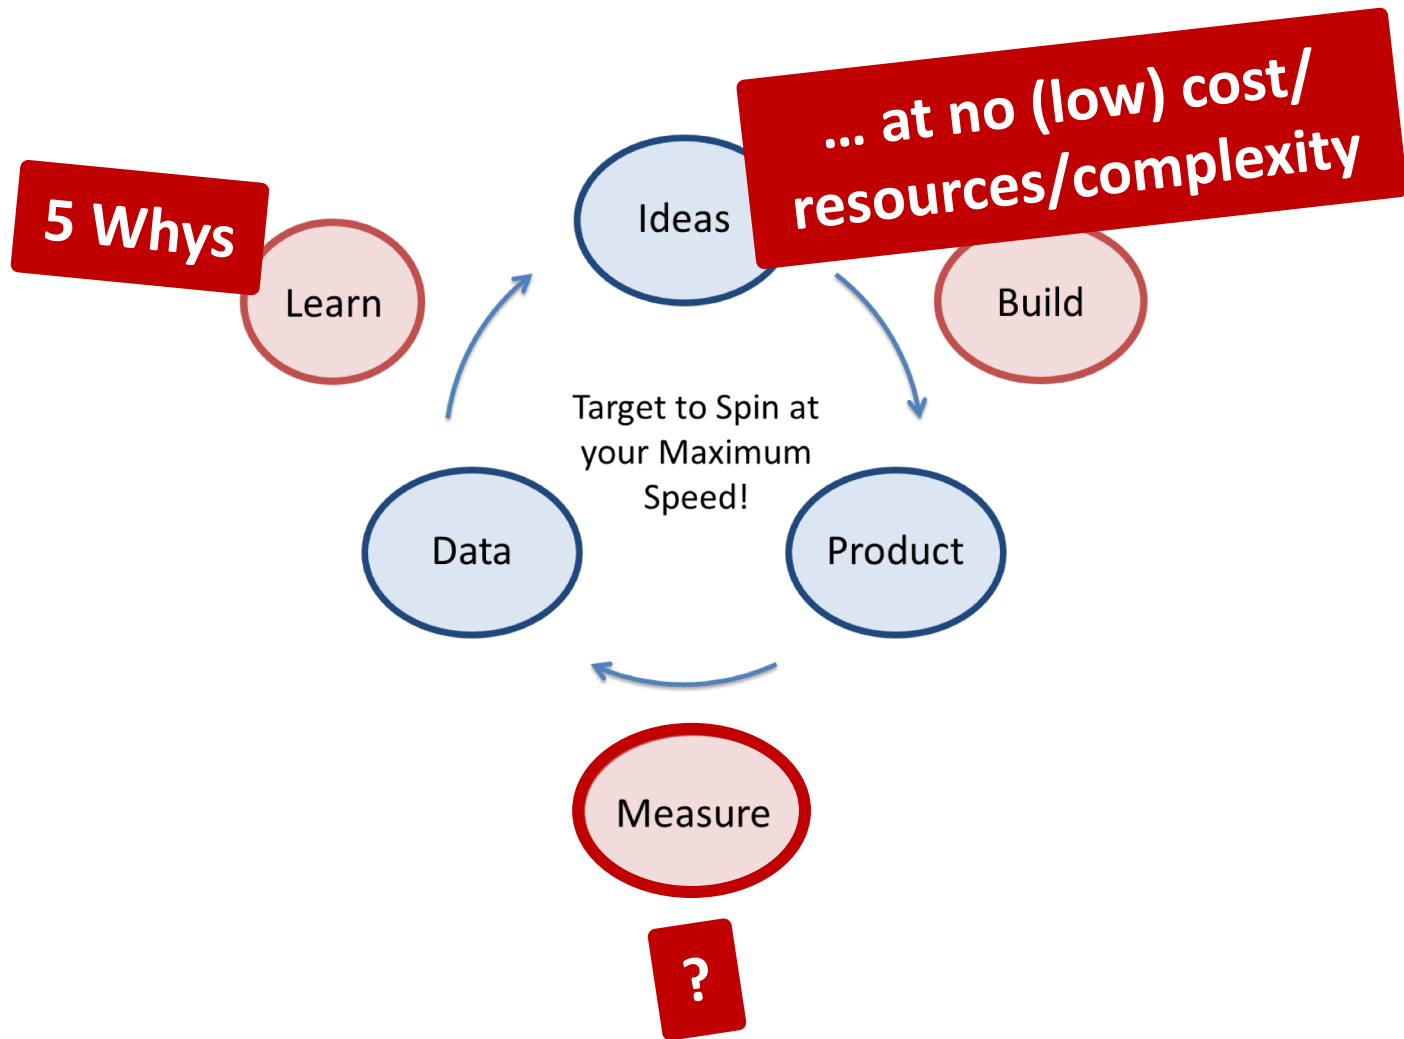 … at no (low) cost/
resources/complexity
5 Whys
Ideas
Learn
Build
Target to Spin at
your Maximum
Speed!
Data
Product
Measure
?